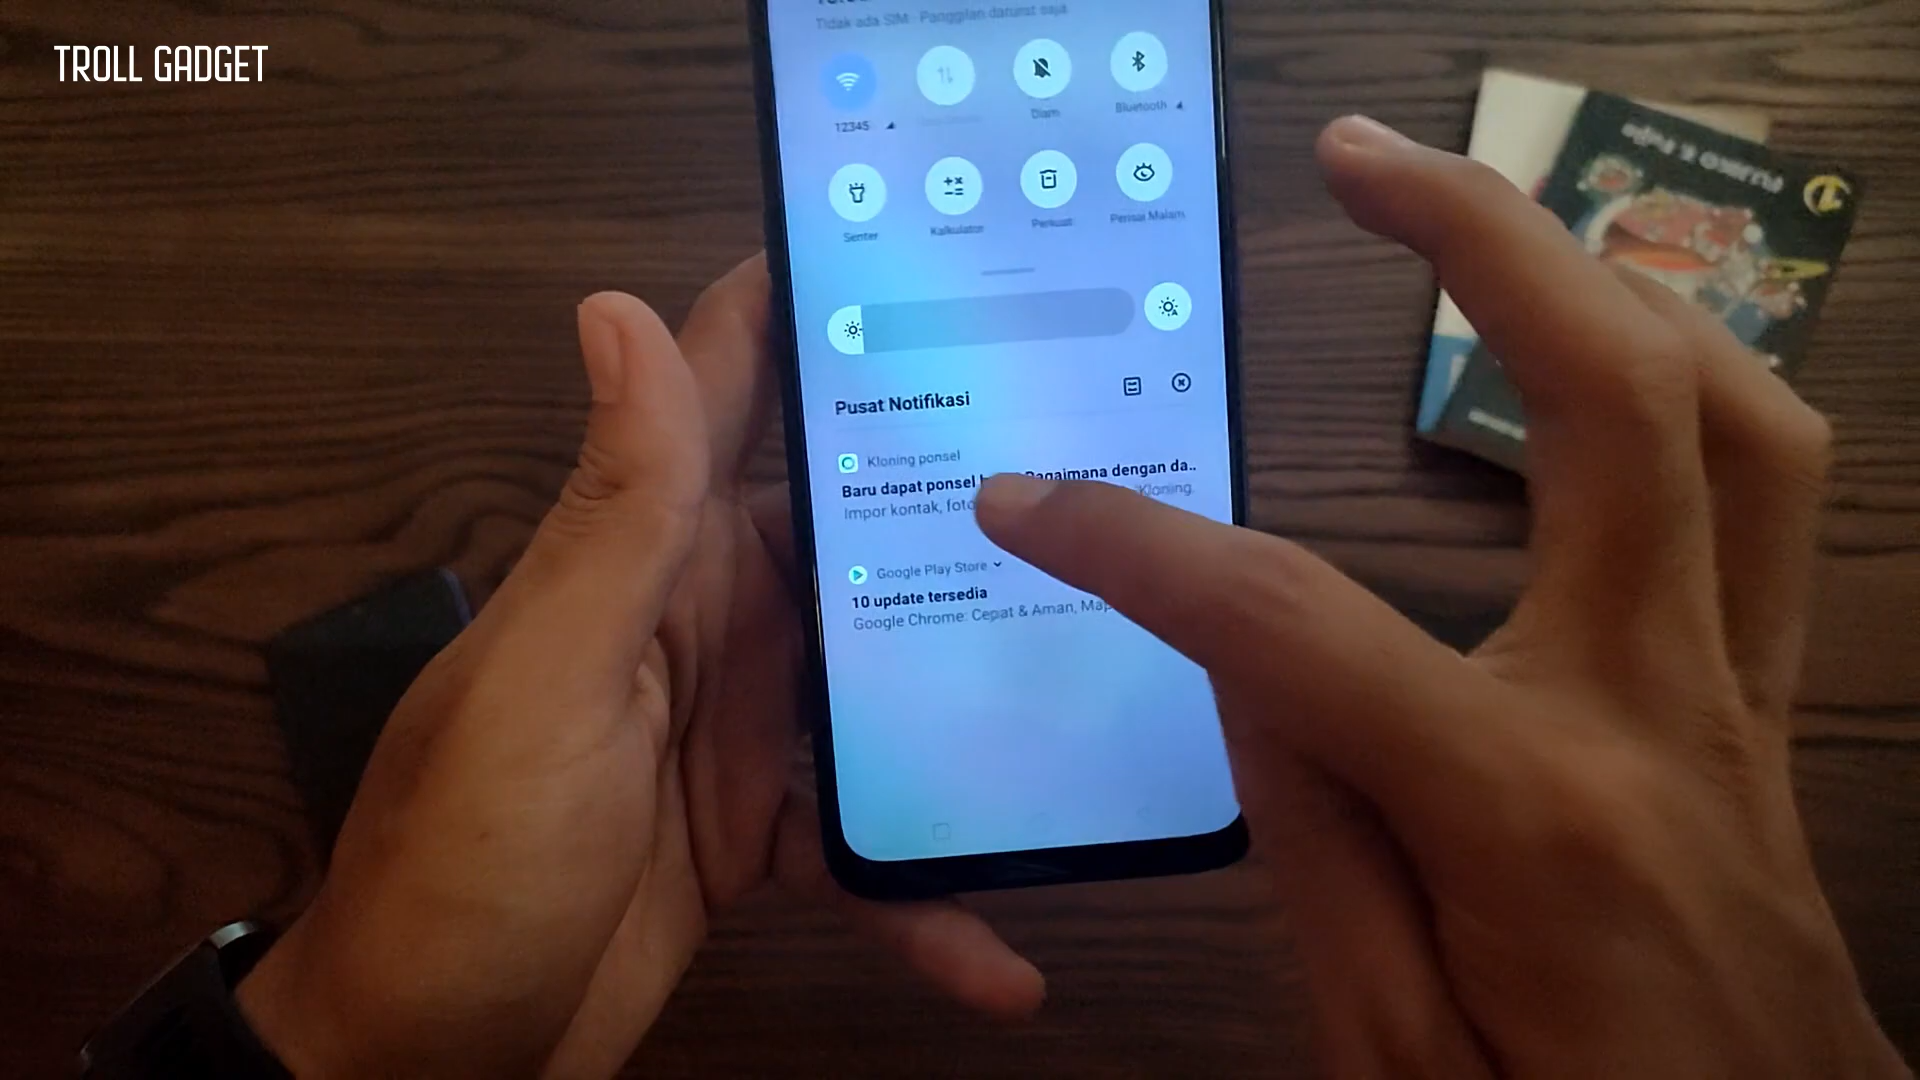 TROLL GADGET
Tidak ada SIM - Panggilan darurat saja
12345
Diam
Bluetooth
Senter
Kalkulator
Perkuat
Perisai Malam
Pusat Notifikasi
Kloning ponsel
Baru dapat ponsel Bagaimana dengan da..
Impor kontak, foto Kloning.
Google Play Store
10 update tersedia
Google Chrome: Cepat & Aman, Map